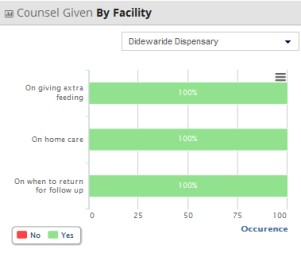 Counsel Given By Facility
Didewaride Dispensary
On giving extra
feeding
100%
On home care
100%
On when to return
for follow up
100%
0 25 50 75 100
Occurence
No Yes